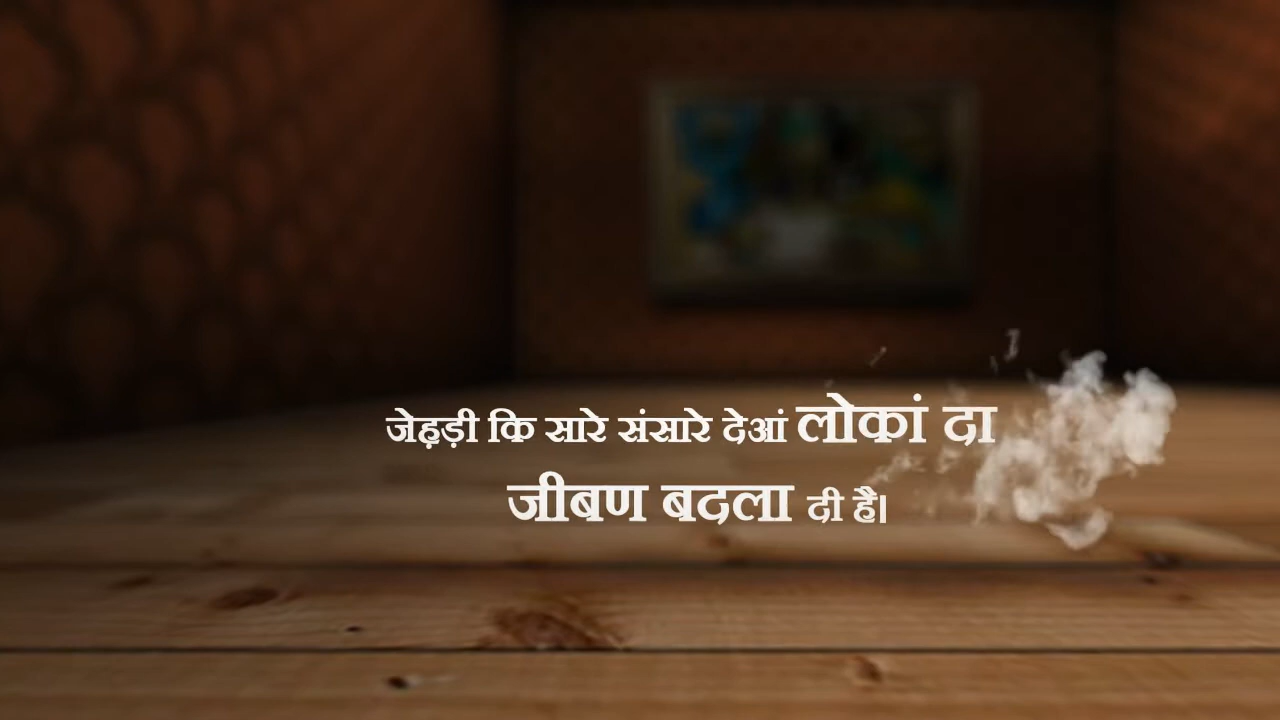 जेहड़ी कि सारे संसारे देआं लोकां दा
जीबण बदला दी है।